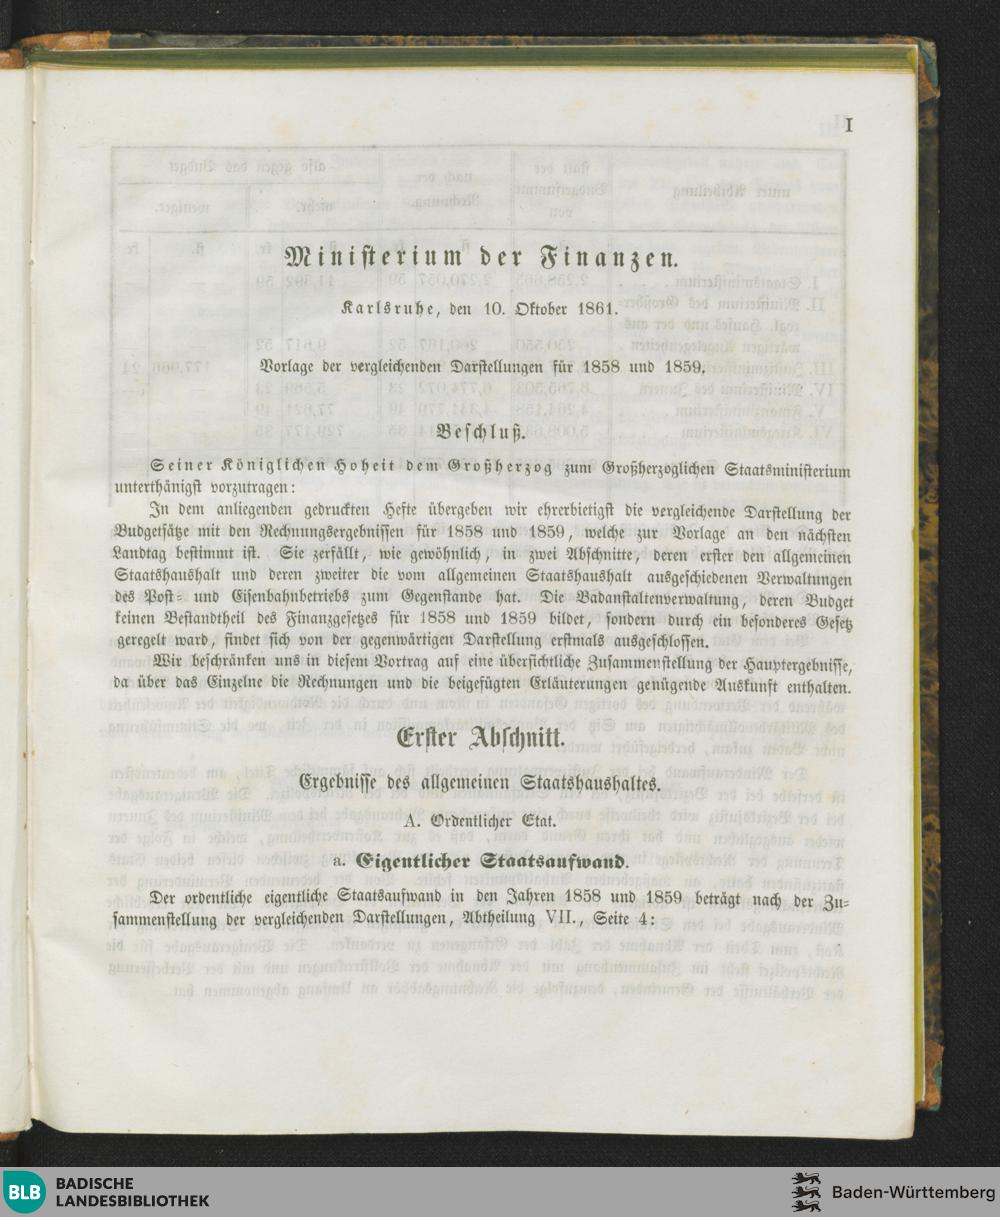 I
Ministerium der Finanzen.
Karlsruhe, den 10. Oktober 1861.
Vorlage der vergleichenden Darstellungen für 1858 und 1859.
Beschluß.
Seiner Königlichen Hoheit dem Großherzog zum Großherzoglichen Staatsministerium
unterthänigst vorzutragen:
In dem anliegenden gedruckten Hefte übergeben wir ehrerbietigst die vergleichende Darstellung der
Budgetsätze mit den Rechnungsergebnissen für 1858 und 1859, welche zur Vorlage an den nächsten
Landtag bestimmt ist. Sie zerfällt, wie gewöhnlich, in zwei Abschnitte, deren erster den allgemeinen
Staatshaushalt und deren zweiter die vom allgemeinen Staatshaushalt ausgeschiedenen Verwaltungen
des Post- und Eisenbahnbetriebs zum Gegenstande hat. Die Badanstaltenverwaltung, deren Budget
keinen Bestandtheil des Finanzgesetzes für 1858 und 1859 bildet, sondern durch ein besonderes Gesetz
geregelt ward, findet sich von der gegenwärtigen Darstellung erstmals ausgeschlossen.
Wir beschränken uns in diesem Vortrag auf eine übersichtliche Zusammenstellung der Hauptergebnisse,
da über das Einzelne die Rechnungen und die beigefügten Erläuterungen genügende Auskunft enthalten.
Erster Abschnitt.
Ergebnisse des allgemeinen Staatshaushaltes.
A. Ordentlicher Etat.
a. Eigentlicher Staatsaufwand.
Der ordentliche eigentliche Staatsaufwand in den Jahren 1858 und 1859 beträgt nach der Zu-
sammenstellung der vergleichenden Darstellungen, Abtheilung VII., Seite 4:
BLB BADISCHE
LANDESBIBLIOTHEK
Baden-Württemberg